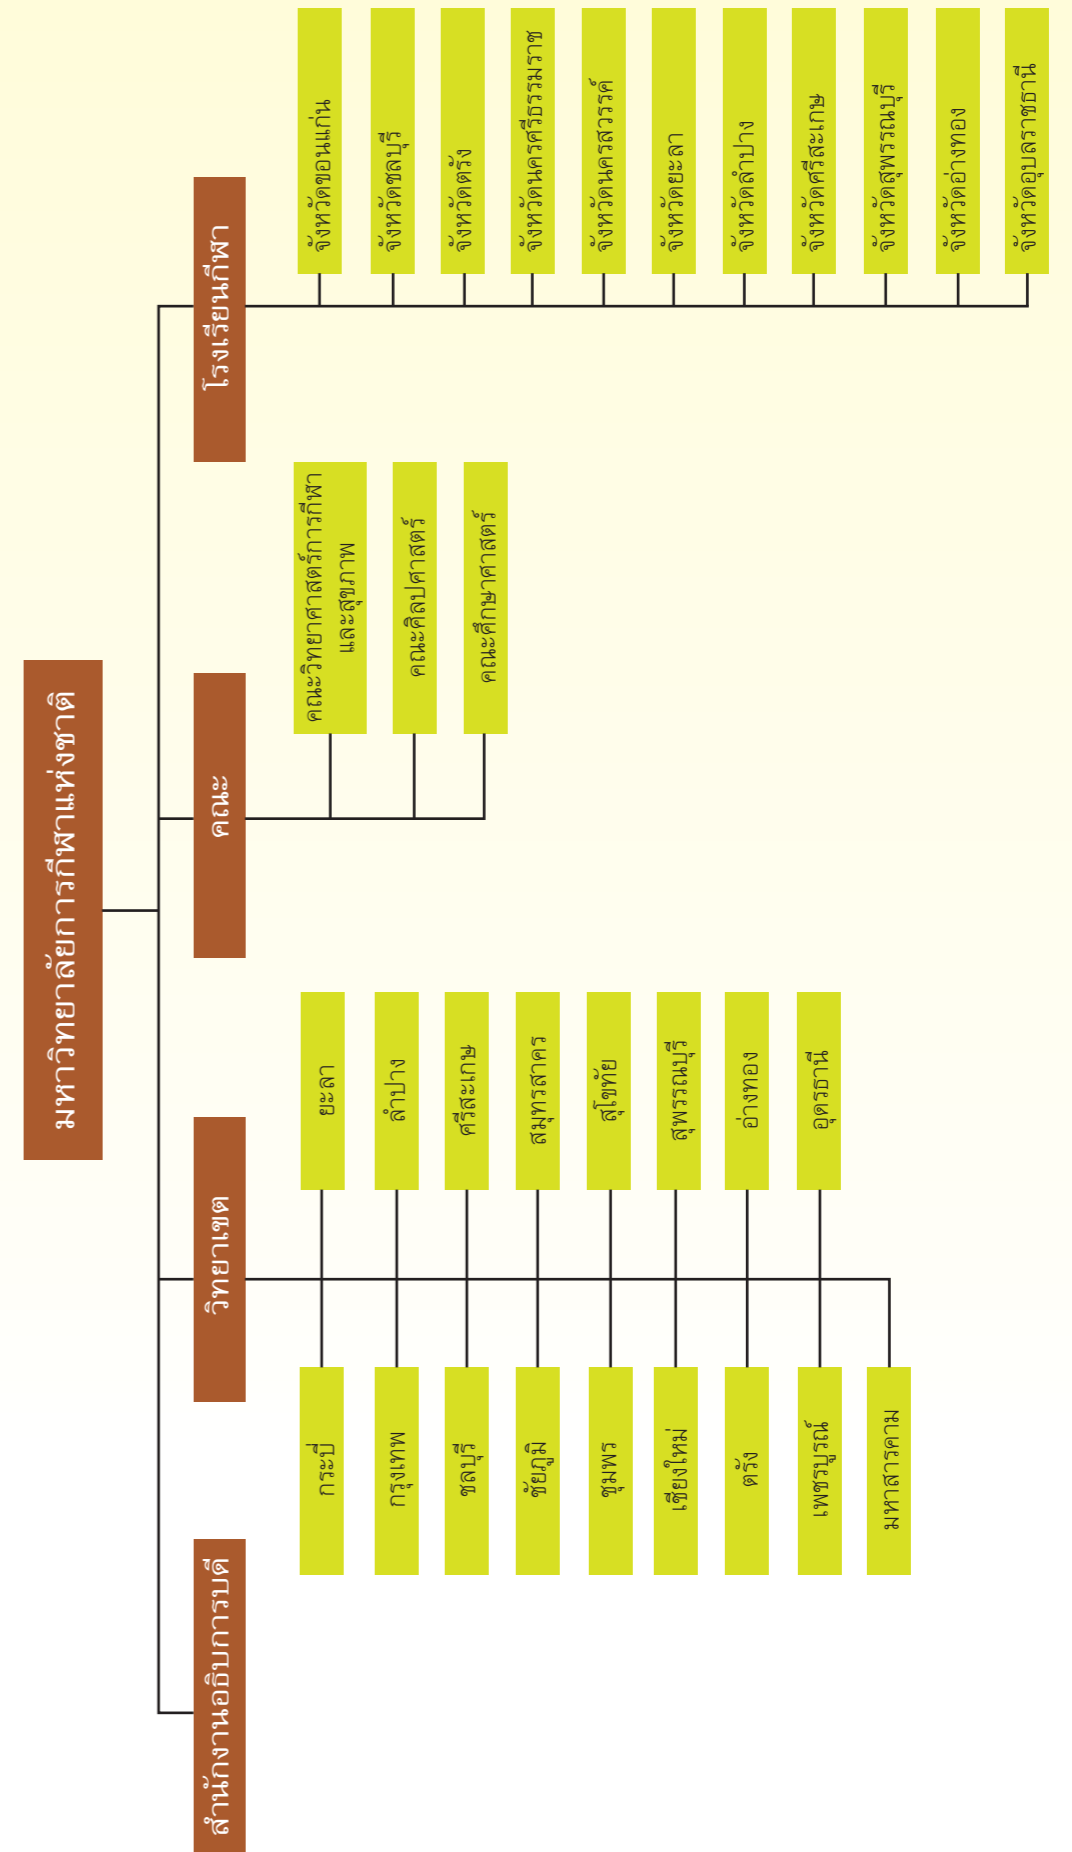 มหาวิทยาลัยการกีฬาแห่งชาติ
สำนักงานอธิบการบดี
วิทยาเขต
คณะ
โรงเรียนกีฬา
กระบี่
กรุงเทพ
ชลบุรี
ชัยภูมิ
ชุมพร
เชียงใหม่
ตรัง
เพชรบูรณ์
มหาสารคาม
ยะลา
ลำปาง
ศรีสะเกษ
สมุทรสาคร
สุโขทัย
สุพรรณบุรี
อ่างทอง
อุดรธานี
คณะวิทยาศาสตร์การกีฬา
และสุขภาพ
คณะศิลปศาสตร์
คณะศึกษาศาสตร์
จังหวัดขอนแก่น
จังหวัดชลบุรี
จังหวัดตรัง
จังหวัดนครศรีธรรมราช
จังหวัดนครสวรรค์
จังหวัดยะลา
จังหวัดลำปาง
จังหวัดศรีสะเกษ
จังหวัดสุพรรณบุรี
จังหวัดอ่างทอง
จังหวัดอุบลราชธานี